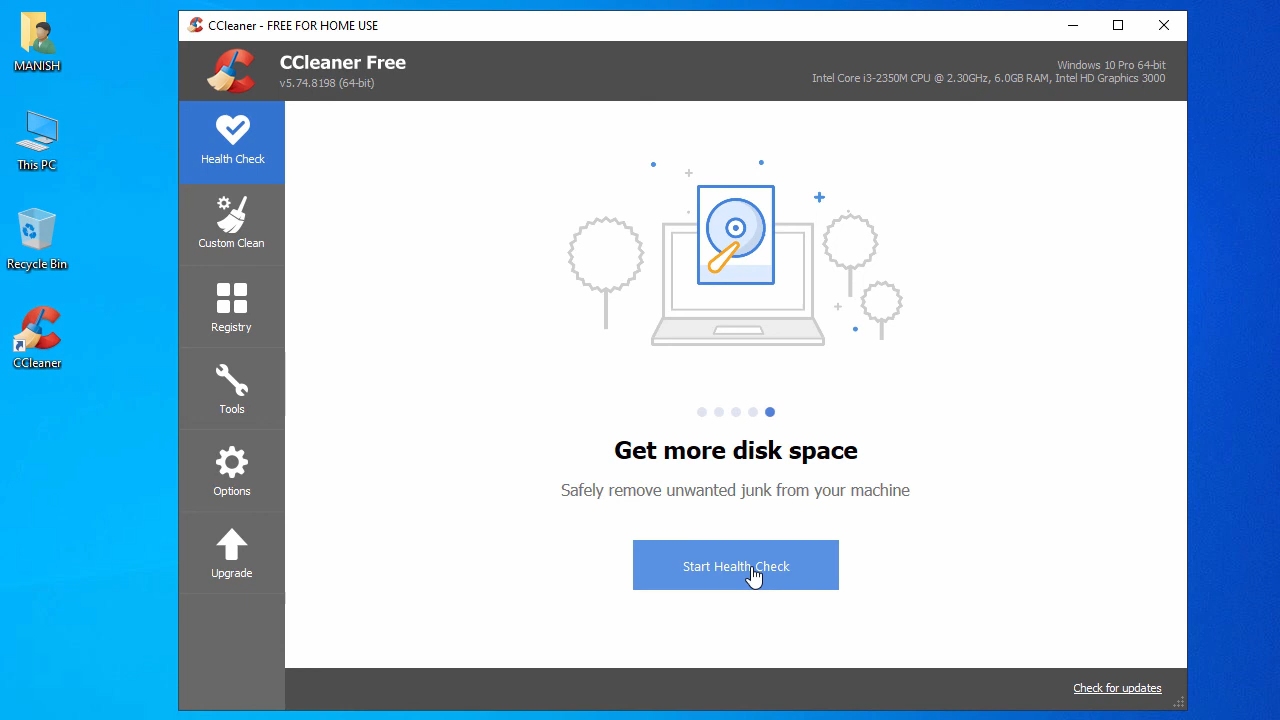 MANISH
This PC
Recycle Bin
CCleaner
CCleaner - FREE FOR HOME USE
CCleaner Free
v5.74.8198 (64-bit)
Windows 10 Pro 64-bit
Intel Core i3-2350M CPU @ 2.30GHz, 6.0GB RAM, Intel HD Graphics 3000
Health Check
Custom Clean
Registry
Tools
Options
Upgrade
Get more disk space
Safely remove unwanted junk from your machine
Start Health Check
Check for updates